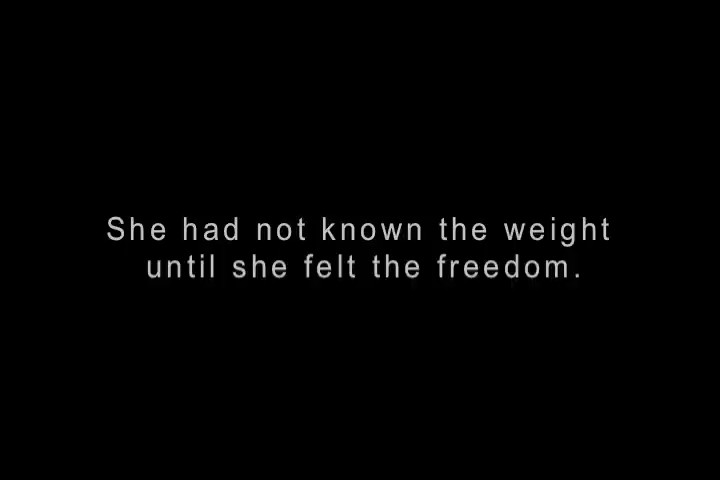 She had not known the weight
until she felt the freedom.